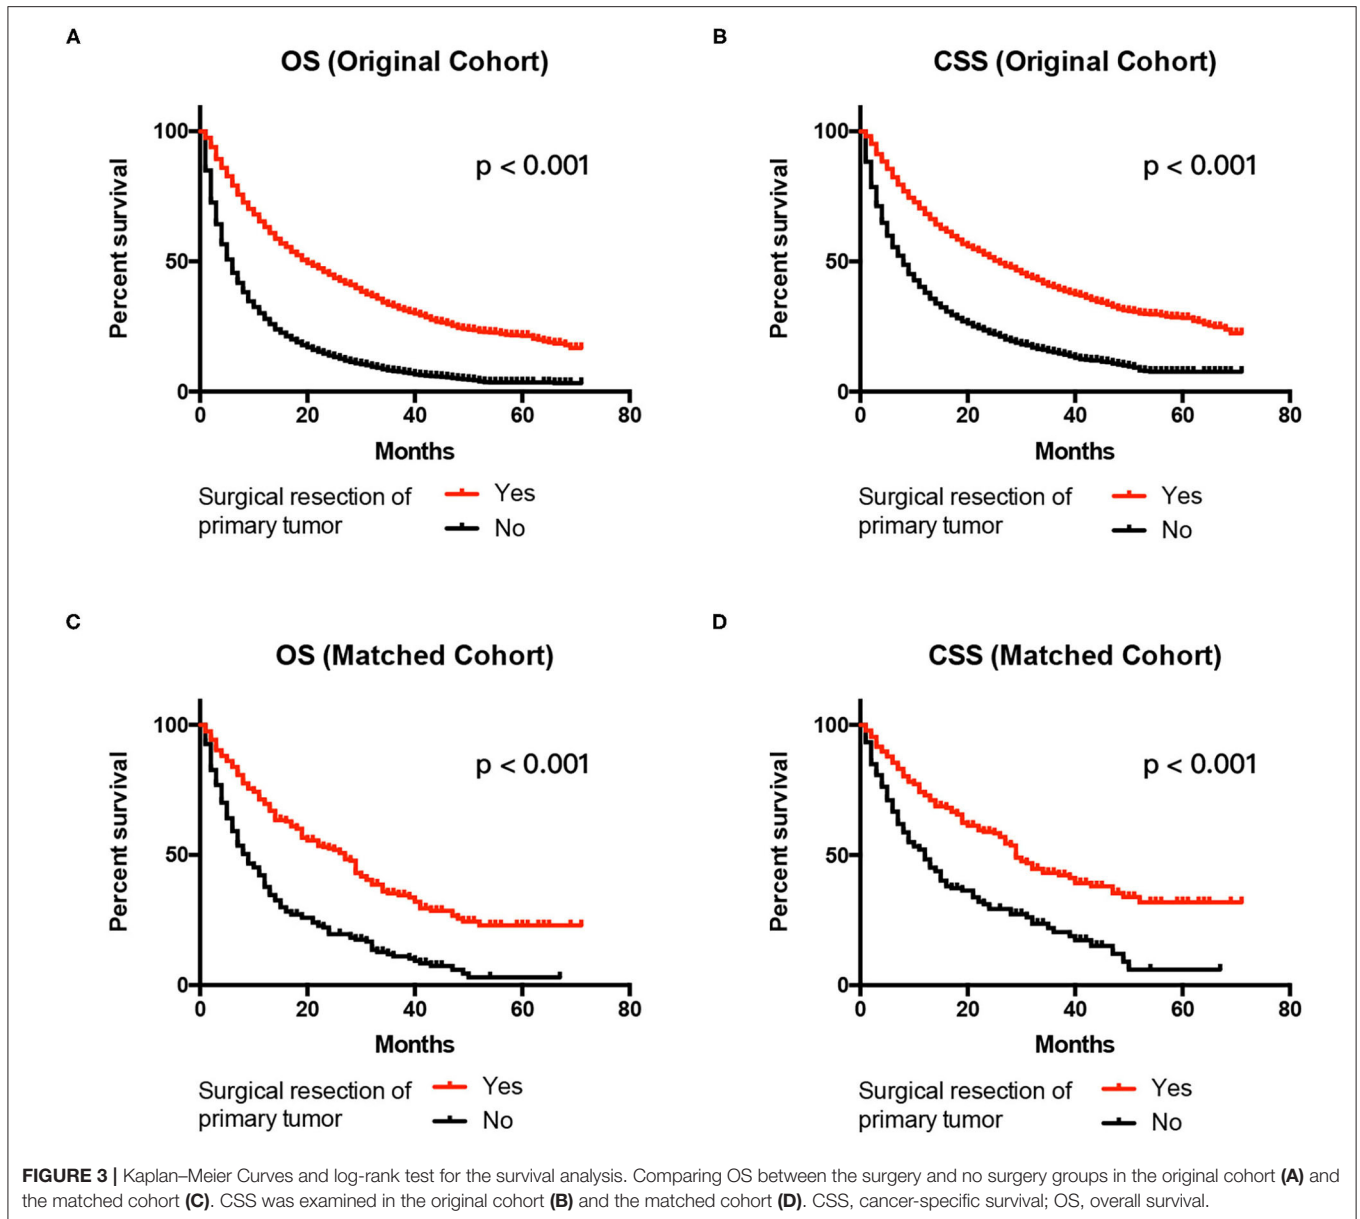 A
OS (Original Cohort)
p < 0.001
Percent survival
100
50
0
0 20 40 60 80
Months
Surgical resection of
primary tumor
Yes
No
B
CSS (Original Cohort)
p < 0.001
Percent survival
100
50
0
0 20 40 60 80
Months
Surgical resection of
primary tumor
Yes
No
C
OS (Matched Cohort)
p < 0.001
Percent survival
100
50
0
0 20 40 60 80
Months
Surgical resection of
primary tumor
Yes
No
D
CSS (Matched Cohort)
p < 0.001
Percent survival
100
50
0
0 20 40 60 80
Months
Surgical resection of
primary tumor
Yes
No
FIGURE 3 | Kaplan–Meier Curves and log-rank test for the survival analysis. Comparing OS between the surgery and no surgery groups in the original cohort (A) and
the matched cohort (C). CSS was examined in the original cohort (B) and the matched cohort (D). CSS, cancer-specific survival; OS, overall survival.